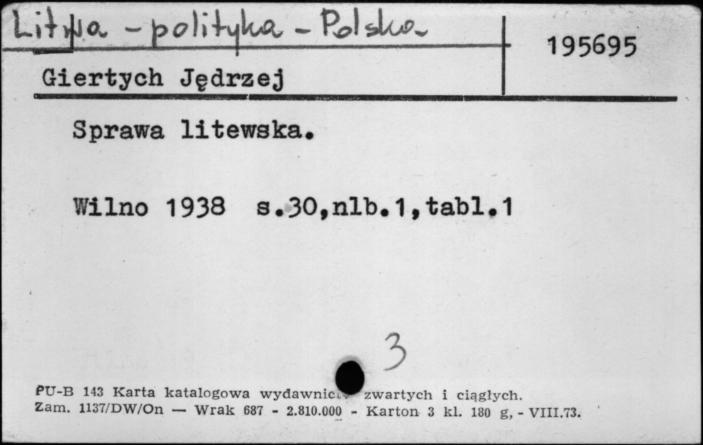 Litwa - polityka - Polska
195695
Giertych Jędrzej
Sprawa litewska.
Wilno 1938 s.30,nlb.1,tabl.1
3
PU-B 143 Karta katalogowa zwartych i ciągłych.
Zam. 1137/DW/On — Wrak 687 - 2.810.000 - Karton 3 kl. 180 g, - VIII.73.